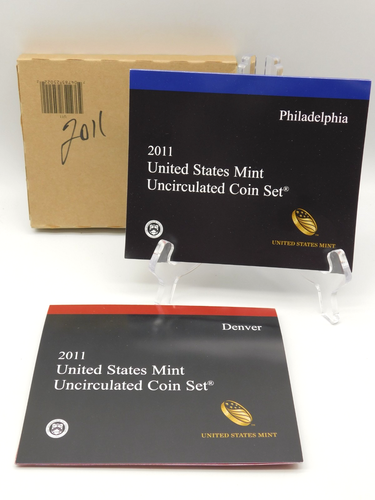 2011
Philadelphia
2011
United States Mint
Uncirculated Coin Set®
UNITED STATES MINT
Denver
2011
United States Mint
Uncirculated Coin Set®
UNITED STATES MINT